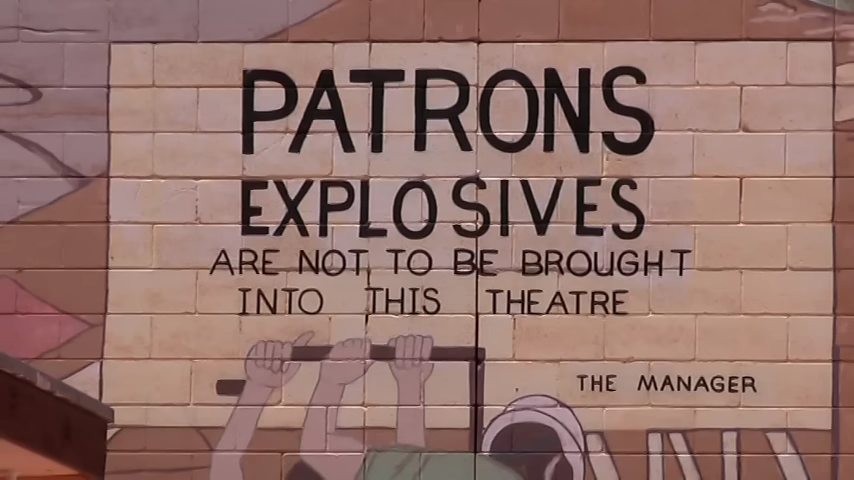 PATRONS
EXPLOSIVES
ARE NOT TO BE BROUGHT
INTO THIS THEATRE
THE MANAGER